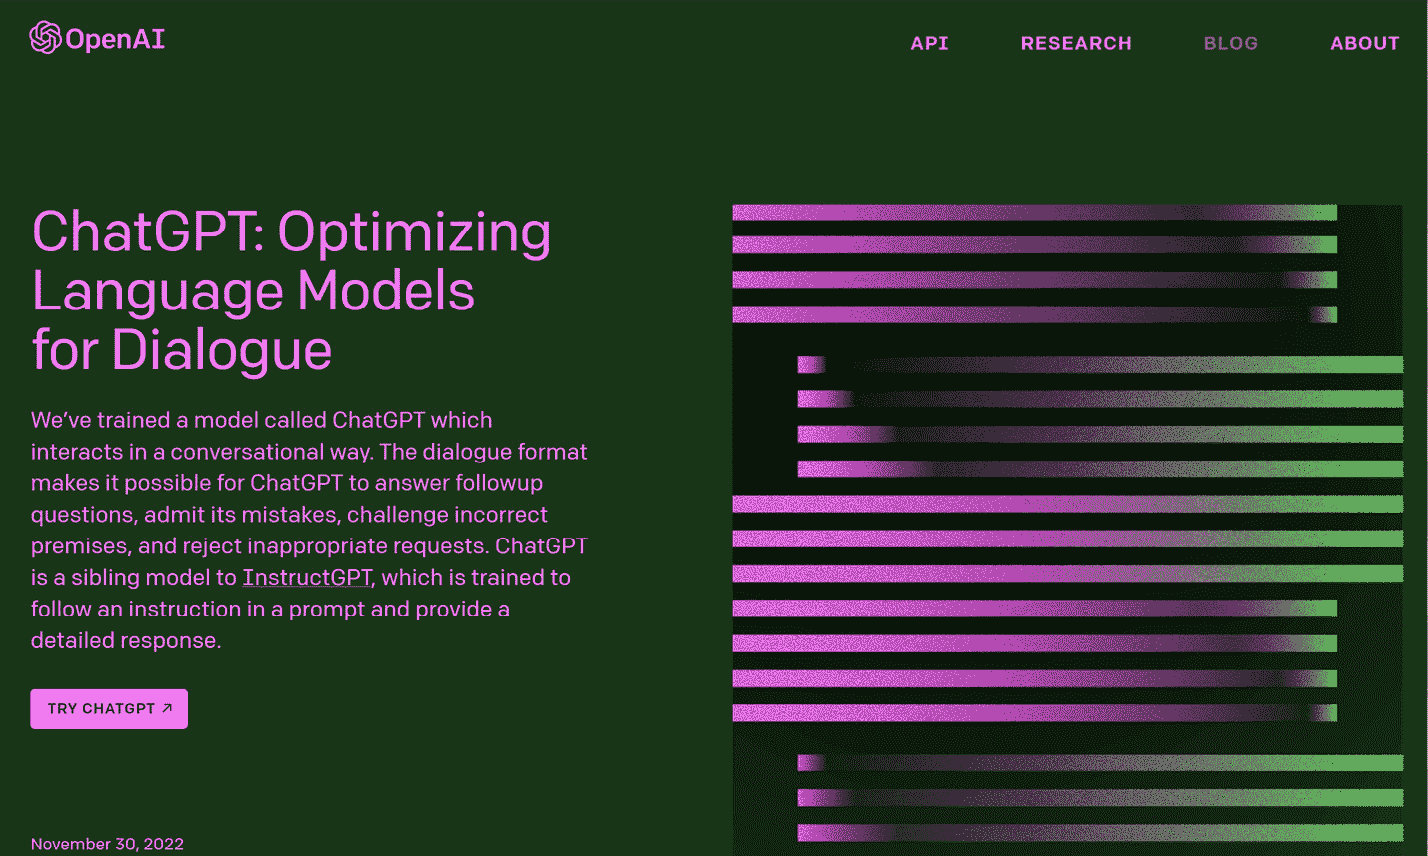 OpenAI
API RESEARCH BLOG ABOUT
ChatGPT: Optimizing
Language Models
for Dialogue
We’ve trained a model called ChatGPT which
interacts in a conversational way. The dialogue format
makes it possible for ChatGPT to answer followup
questions, admit its mistakes, challenge incorrect
premises, and reject inappropriate requests. ChatGPT
is a sibling model to InstructGPT, which is trained to
follow an instruction in a prompt and provide a
detailed response.
TRY CHATGPT ↗
November 30, 2022